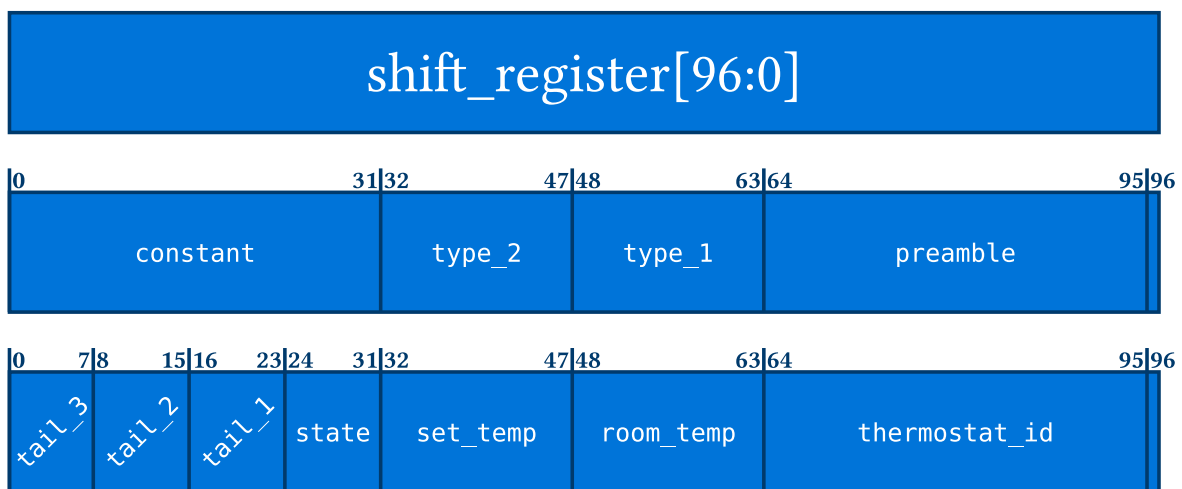 shift_register[96:0]
0 31 32 47 48 63 64 95 96
constant type_2 type_1 preamble
0 7 8 15 16 23 24 31 32 47 48 63 64 95 96
tail_3 tail_2 tail_1 state set_temp room_temp thermostat_id